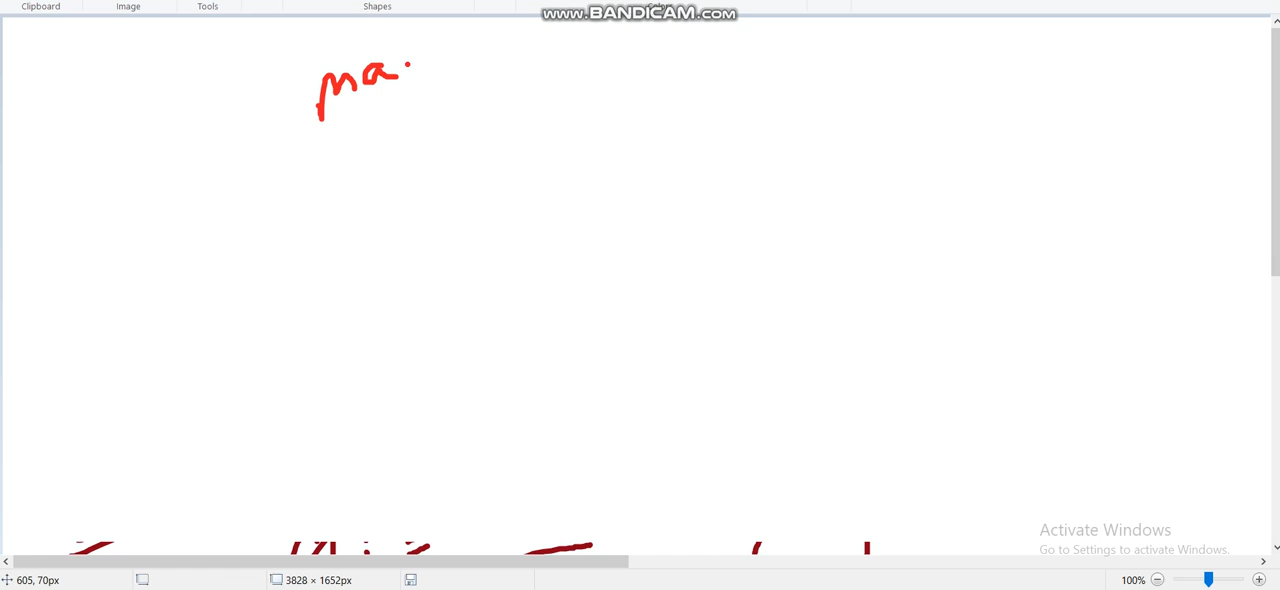 Clipboard Image Tools Shapes
www.BANDICAM.com
ma.
Activate Windows
Go to Settings to activate Windows.
605, 70px 3828 × 1652px 100%